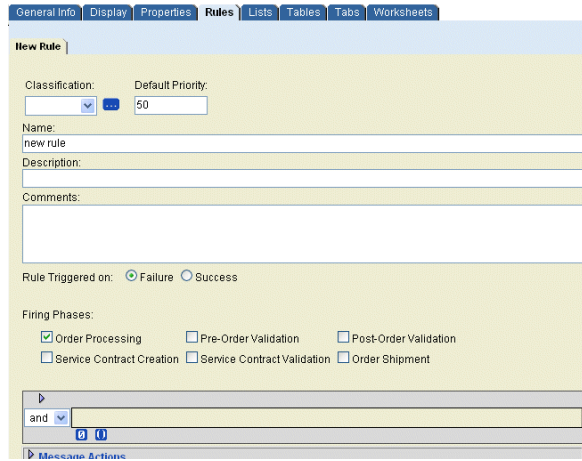 General Info Display Properties Rules Lists Tables Tabs Worksheets
New Rule
Classification: Default Priority:
... 50
Name:
new rule
Description:
Comments:
Rule Triggered on: Failure Success
Firing Phases:
Order Processing Pre-Order Validation Post-Order Validation
Service Contract Creation Service Contract Validation Order Shipment
and
0 ()
Message Actions